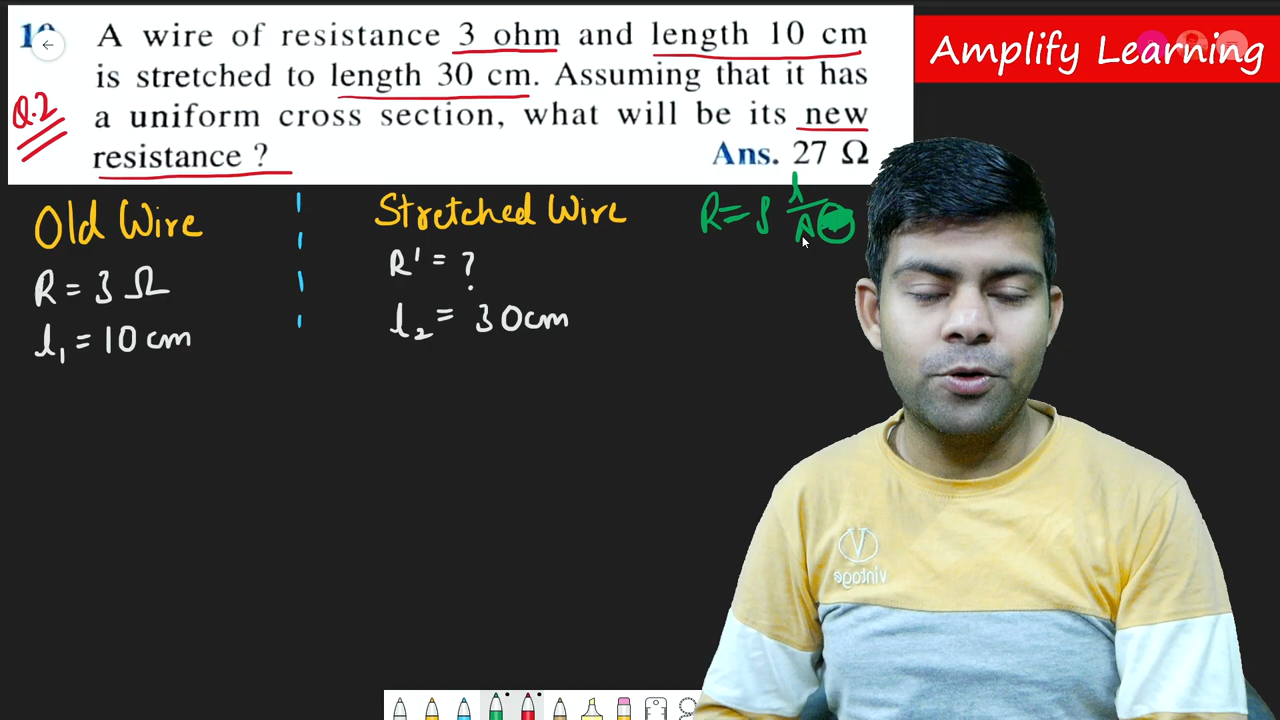 10 A wire of resistance 3 ohm and length 10 cm
is stretched to length 30 cm. Assuming that it has
a uniform cross section, what will be its new
resistance ?
Ans. 27 Ω
Amplify Learning
Q.2
Old Wire
R = 3 Ω
l₁ = 10 cm
Stretched Wire
R' = ?
l₂ = 30cm
R = ρ l/A
vintage